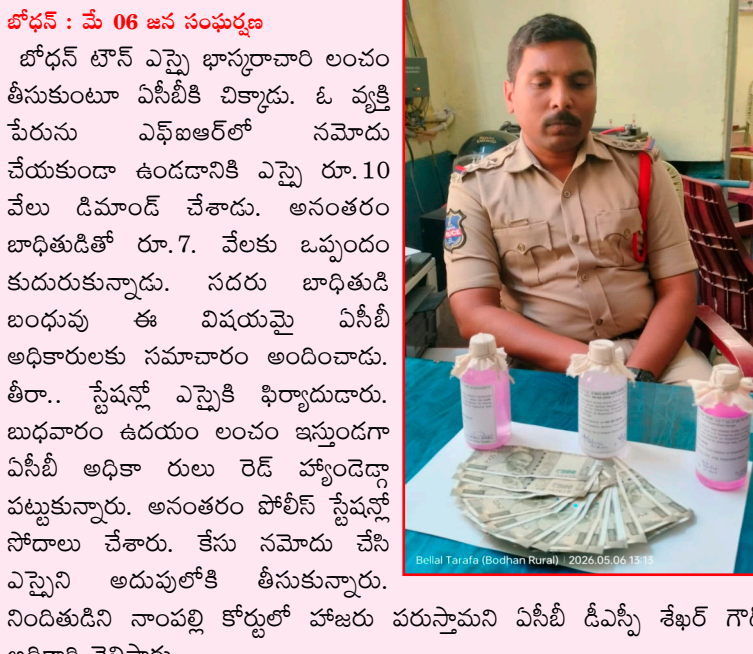 బోధన్ : మే 06 జన సంఘర్షణ
బోధన్ టౌన్ ఎస్సై భాస్కరాచారి లంచం
తీసుకుంటూ ఏసీబీకి చిక్కాడు. ఓ వ్యక్తి
పేరును ఎఫ్ఐఆర్‌లో నమోదు
చేయకుండా ఉండడానికి ఎస్సై రూ.10
వేలు డిమాండ్ చేశాడు. అనంతరం
బాధితుడితో రూ.7. వేలకు ఒప్పందం
కుదురుకున్నాడు. సదరు బాధితుడి
బంధువు ఈ విషయమై ఏసీబీ
అధికారులకు సమాచారం అందించాడు.
తీరా.. స్టేషన్లో ఎస్సైకి ఫిర్యాదుడారు.
బుధవారం ఉదయం లంచం ఇస్తుండగా
ఏసీబీ అధికా రులు రెడ్ హ్యాండెడ్గా
పట్టుకున్నారు. అనంతరం పోలీస్ స్టేషన్లో
సోదాలు చేశారు. కేసు నమోదు చేసి
ఎస్సైని అదుపులోకి తీసుకున్నారు.
నిందితుడిని నాంపల్లి కోర్టులో హాజరు పరుస్తామని ఏసీబీ డీఎస్పీ శేఖర్
POLICE
Bellal Tarafa (Bodhan Rural) | 2026.05.06 13:13